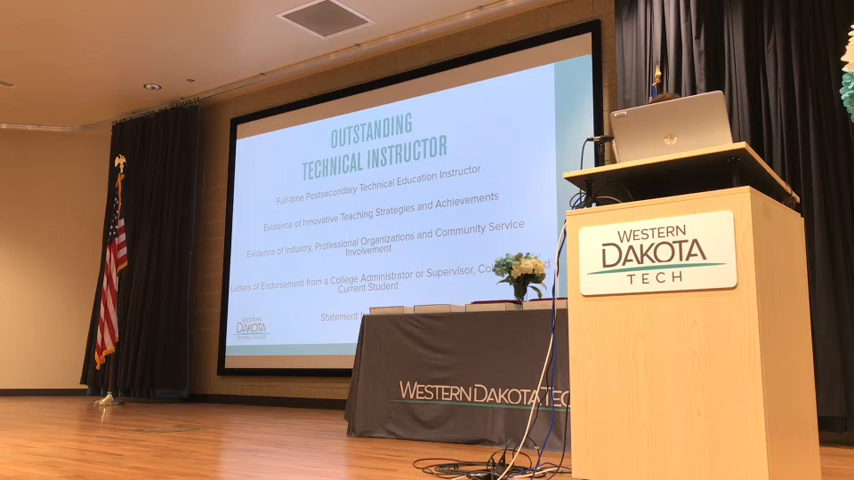 OUTSTANDING
TECHNICAL INSTRUCTOR
Full-time Postsecondary Technical Education Instructor
Evidence of Innovative Teaching Strategies and Achievements
Evidence of Industry, Professional Organizations and Community Service
Involvement
Letters of Endorsement from a College Administrator or Supervisor,
Current Student
Statement
WESTERN
DAKOTA
TECHNICAL COLLEGE
WESTERN DAKOTA TEC
WESTERN
DAKOTA
TECH
hp